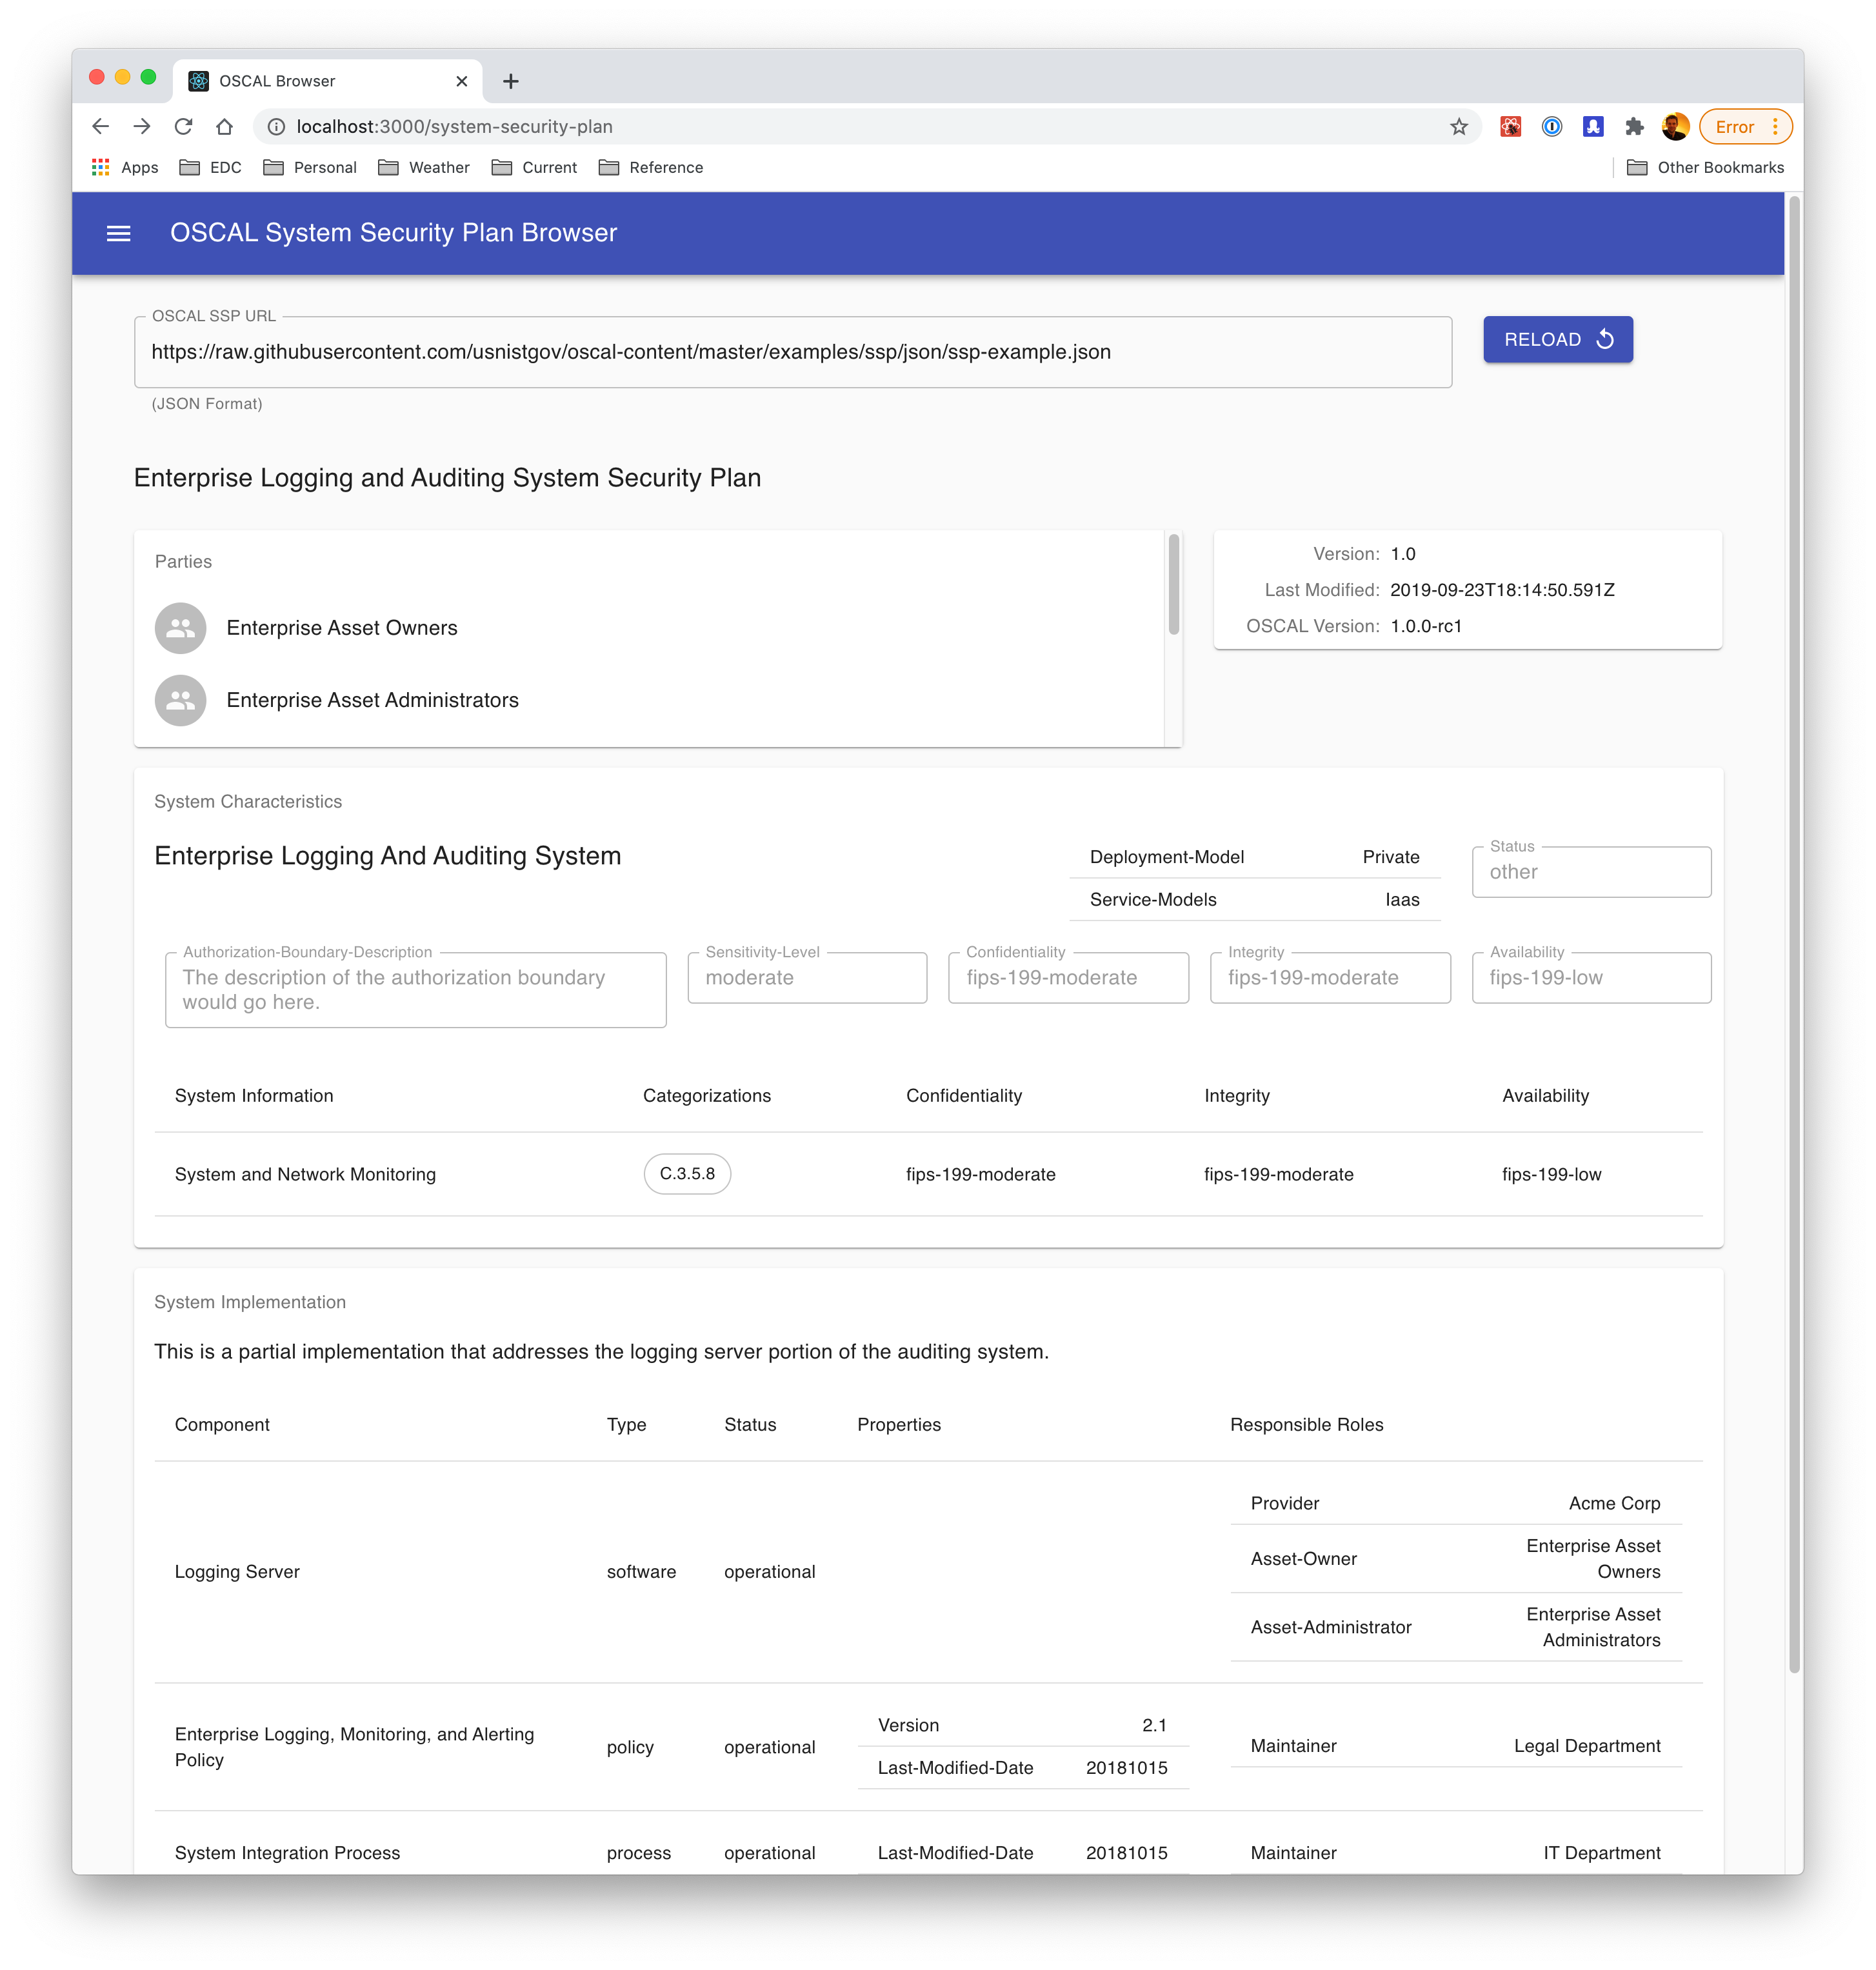 OSCAL Browser
localhost:3000/system-security-plan
Error
Apps EDC Personal Weather Current Reference Other Bookmarks
OSCAL System Security Plan Browser
OSCAL SSP URL
https://raw.githubusercontent.com/usnistgov/oscal-content/master/examples/ssp/json/ssp-example.json
RELOAD
(JSON Format)
Enterprise Logging and Auditing System Security Plan
Parties
Enterprise Asset Owners
Enterprise Asset Administrators
Version: 1.0
Last Modified: 2019-09-23T18:14:50.591Z
OSCAL Version: 1.0.0-rc1
System Characteristics
Enterprise Logging And Auditing System
Deployment-Model Private
Service-Models Iaas
Status
other
Authorization-Boundary-Description
The description of the authorization boundary
would go here.
Sensitivity-Level
moderate
Confidentiality
fips-199-moderate
Integrity
fips-199-moderate
Availability
fips-199-low
System Information Categorizations Confidentiality Integrity Availability
System and Network Monitoring C.3.5.8 fips-199-moderate fips-199-moderate fips-199-low
System Implementation
This is a partial implementation that addresses the logging server portion of the auditing system.
Component Type Status Properties Responsible Roles
Logging Server software operational
Provider Acme Corp
Asset-Owner Enterprise Asset
Owners
Asset-Administrator Enterprise Asset
Administrators
Enterprise Logging, Monitoring, and Alerting
Policy
policy operational
Version 2.1
Last-Modified-Date 20181015
Maintainer Legal Department
System Integration Process process operational Last-Modified-Date 20181015 Maintainer IT Department